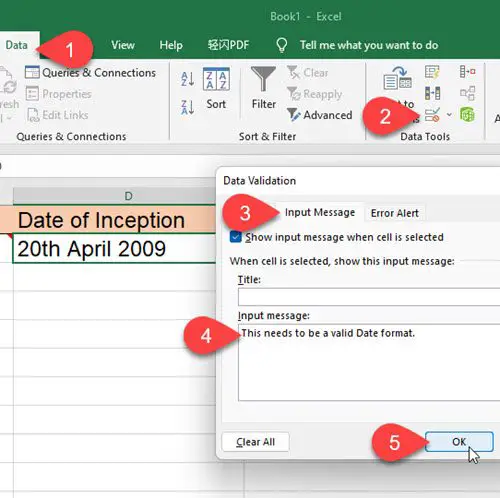 Book1 - Excel
Data
1
View
Help
轻闪PDF
Tell me what you want to do
Queries & Connections
Properties
Edit Links
Queries & Connections
Sort
Filter
Clear
Reapply
Advanced
Sort & Filter
2
Data Tools
D
Date of Inception
20th April 2009
Data Validation
3
Input Message
Error Alert
Show input message when cell is selected
When cell is selected, show this input message:
Title:
Input message:
4
This needs to be a valid Date format.
Clear All
5
OK